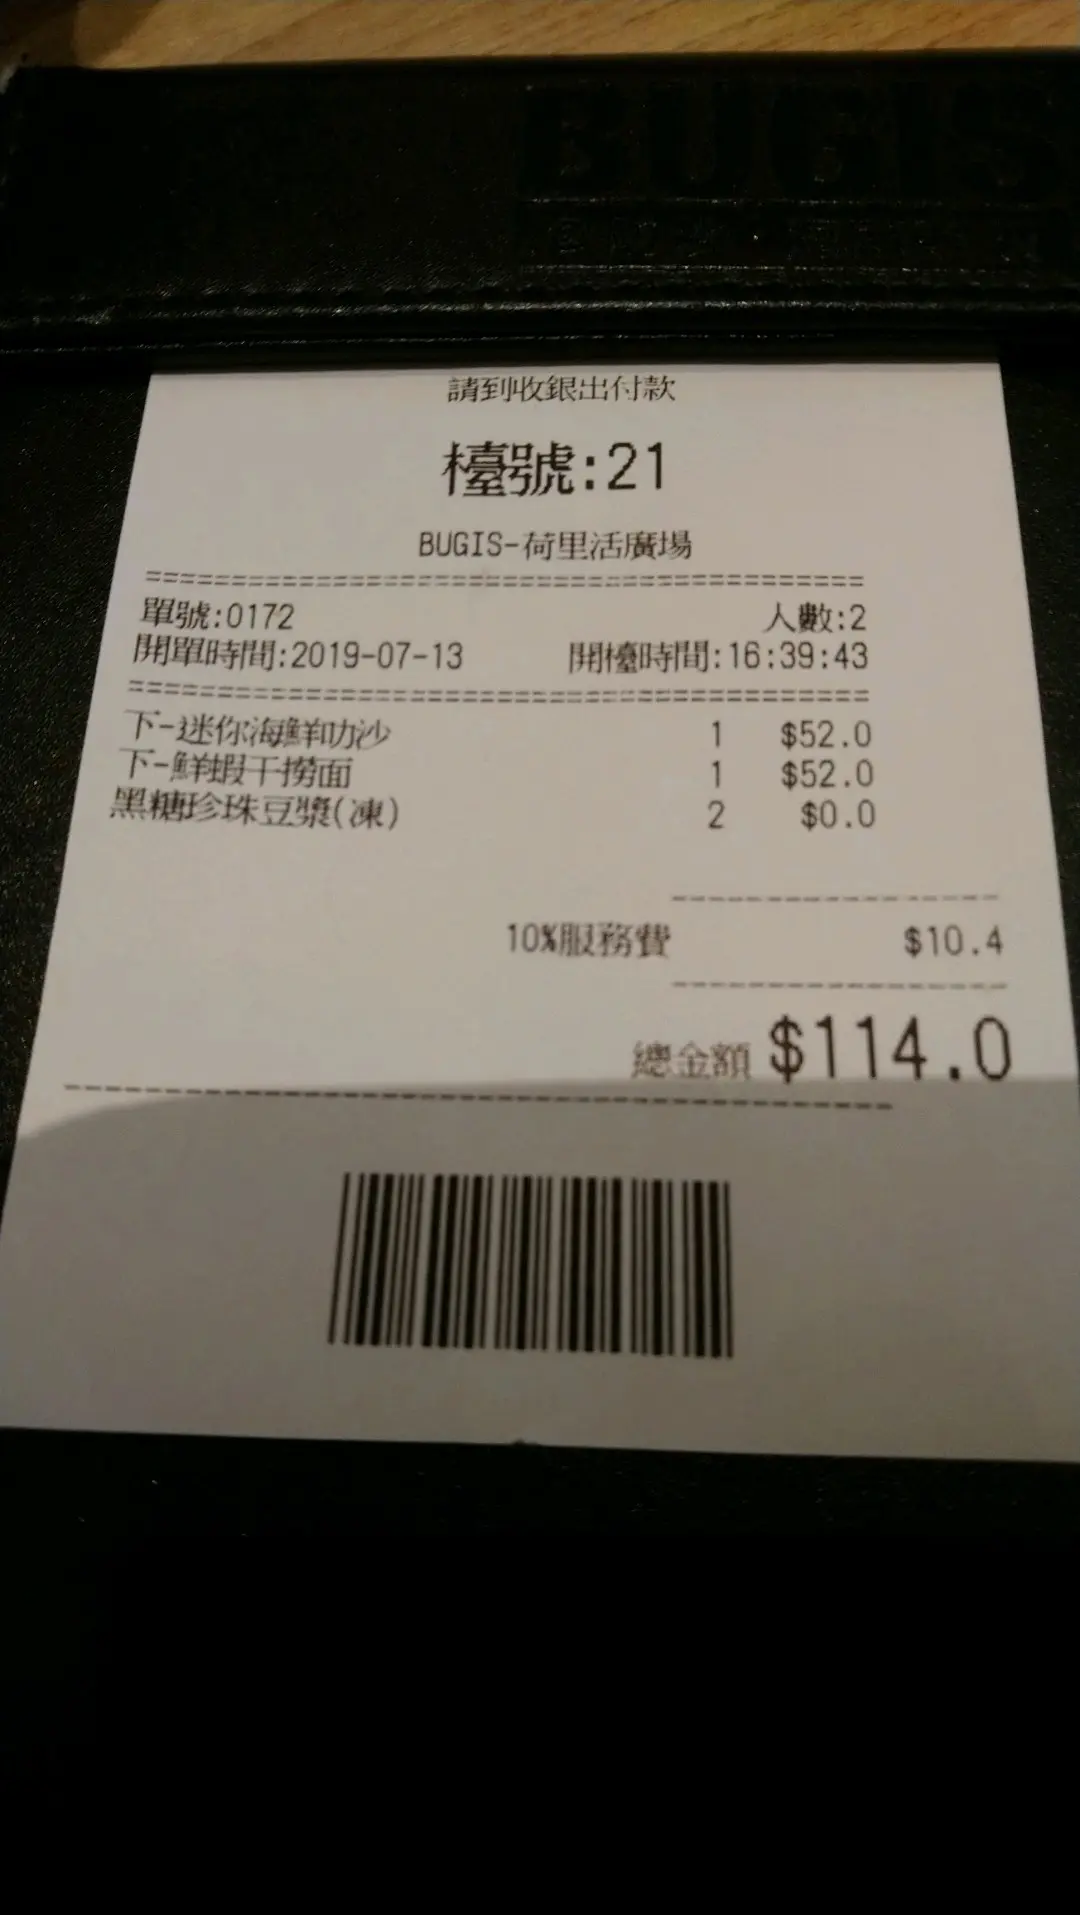 BUGIS
請到收銀出付款
檯號:21
BUGIS-荷里活廣場
單號:0172 人數:2
開單時間:2019-07-13 開檯時間:16:39:43
下-迷你海鮮叻沙 1 $52.0
下-鮮蝦干撈面 1 $52.0
黑糖珍珠豆漿(凍) 2 $0.0
10%服務費 $10.4
總金額 $114.0